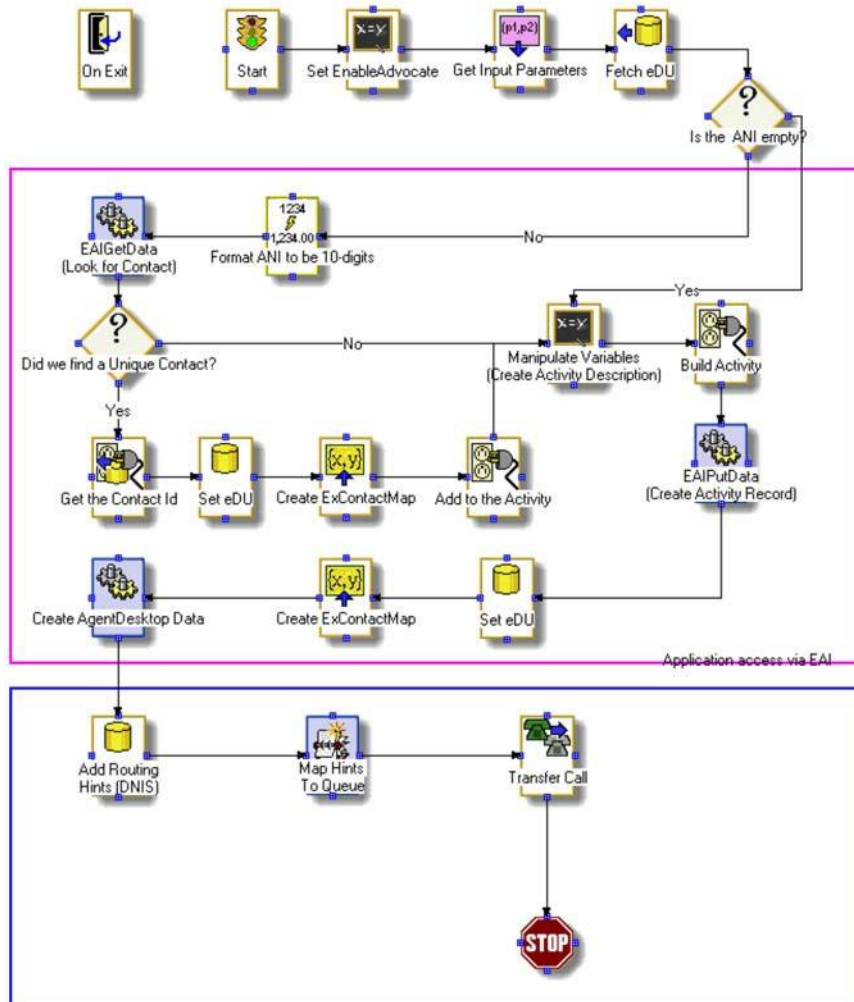 On Exit
Start
Set EnableAdvocate
x=y
(p1,p2)
Get Input Parameters
Fetch eDU
?
Is the ANI empty?
No
Yes
1234
1,234.00
Format ANI to be 10-digits
EAIGetData
(Look for Contact)
?
Did we find a Unique Contact?
No
Yes
x=y
Manipulate Variables
(Create Activity Description)
Build Activity
Get the Contact Id
Set eDU
{x,y}
Create ExContactMap
Add to the Activity
EAIPutData
(Create Activity Record)
Create AgentDesktop Data
{x,y}
Create ExContactMap
Set eDU
Application access via EAI
Add Routing
Hints (DNIS)
Map Hints
To Queue
Transfer Call
STOP